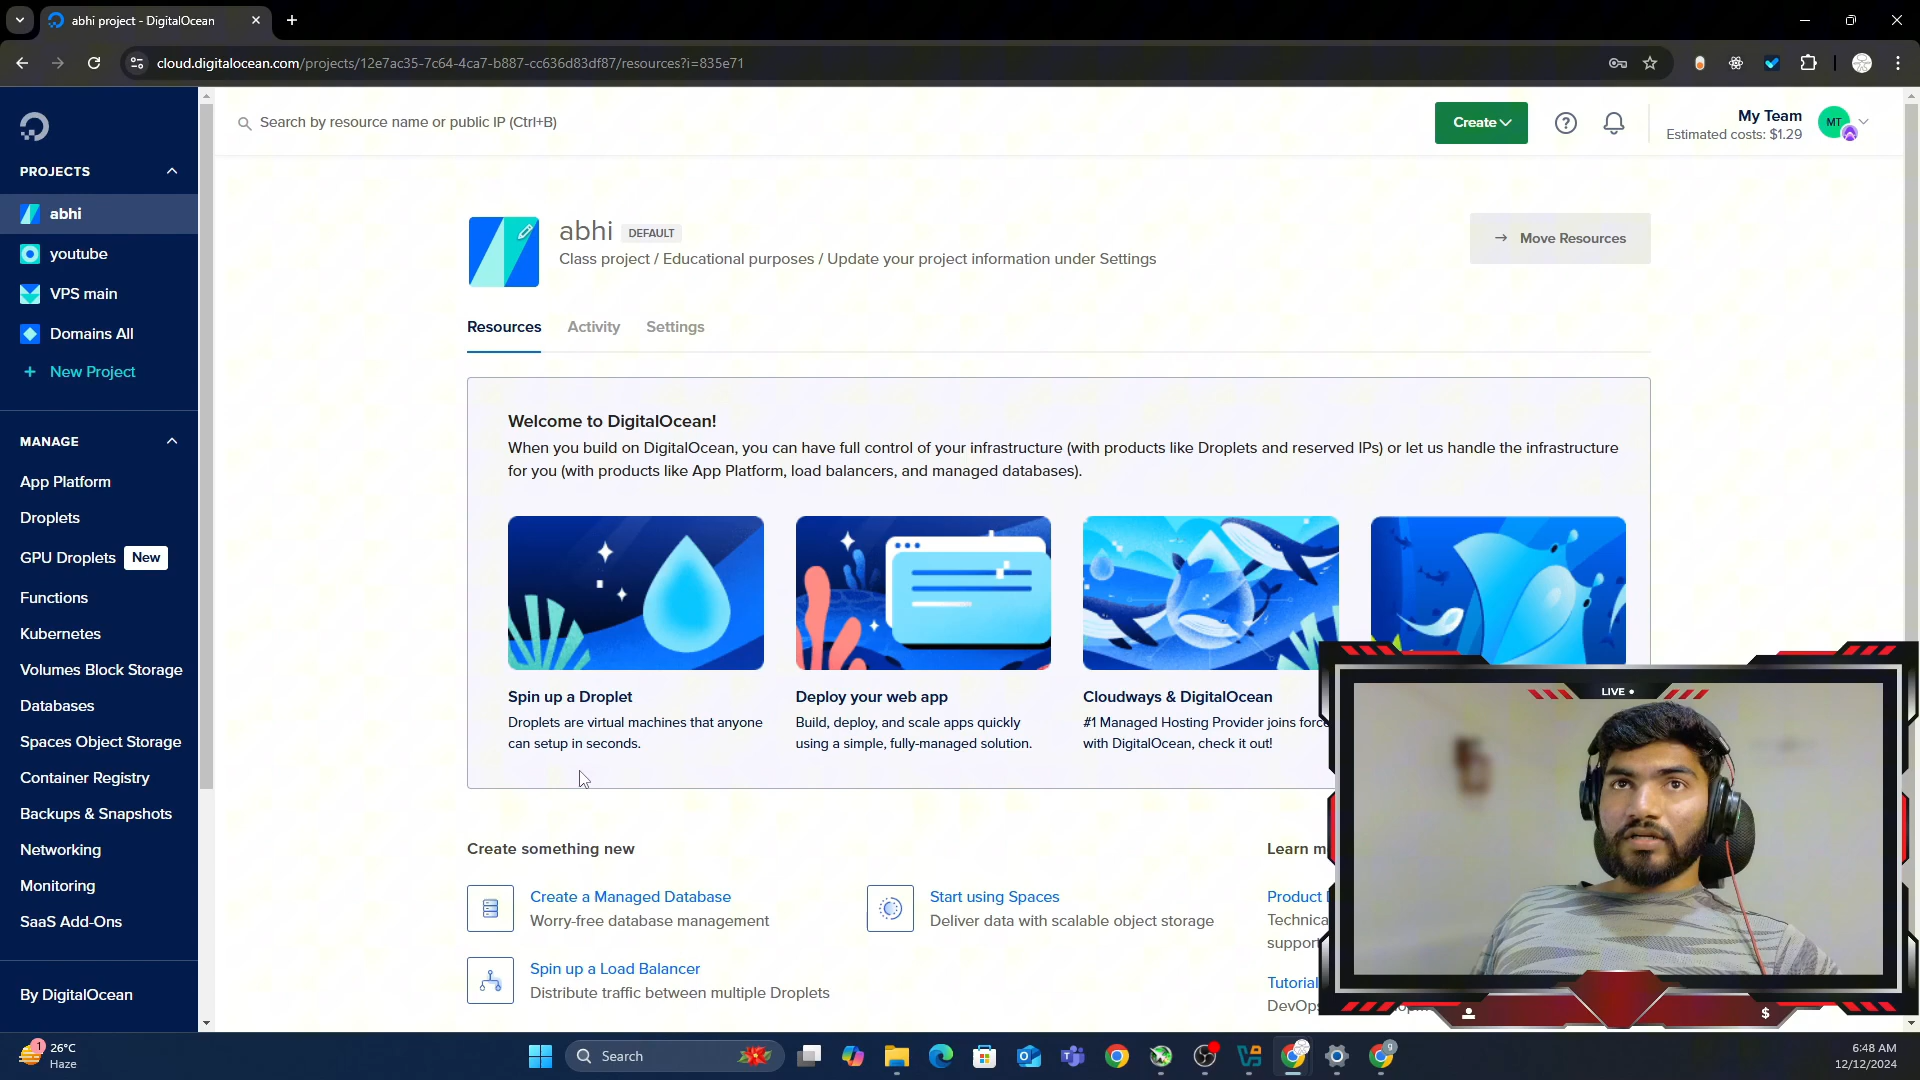 abhi project - DigitalOcean
cloud.digitalocean.com/projects/12e7ac35-7c64-4ca7-b887-cc636d83df87/resources?i=835e71
Search by resource name or public IP (Ctrl+B)
Create
My Team
Estimated costs: $1.29
MT
PROJECTS
abhi
youtube
VPS main
Domains All
+ New Project
MANAGE
App Platform
Droplets
GPU Droplets New
Functions
Kubernetes
Volumes Block Storage
Databases
Spaces Object Storage
Container Registry
Backups & Snapshots
Networking
Monitoring
SaaS Add-Ons
By DigitalOcean
abhi DEFAULT
Class project / Educational purposes / Update your project information under Settings
→ Move Resources
Resources Activity Settings
Welcome to DigitalOcean!
When you build on DigitalOcean, you can have full control of your infrastructure (with products like Droplets and reserved IPs) or let us handle the infrastructure
for you (with products like App Platform, load balancers, and managed databases).
Spin up a Droplet
Droplets are virtual machines that anyone
can setup in seconds.
Deploy your web app
Build, deploy, and scale apps quickly
using a simple, fully-managed solution.
Cloudways & DigitalOcean
#1 Managed Hosting Provider joins force
with DigitalOcean, check it out!
Create something new
Create a Managed Database
Worry-free database management
Start using Spaces
Deliver data with scalable object storage
Spin up a Load Balancer
Distribute traffic between multiple Droplets
Learn m
Product
Technica
support
Tutorial
DevOp
LIVE
$
1
26°C
Haze
Search
6:48 AM
12/12/2024